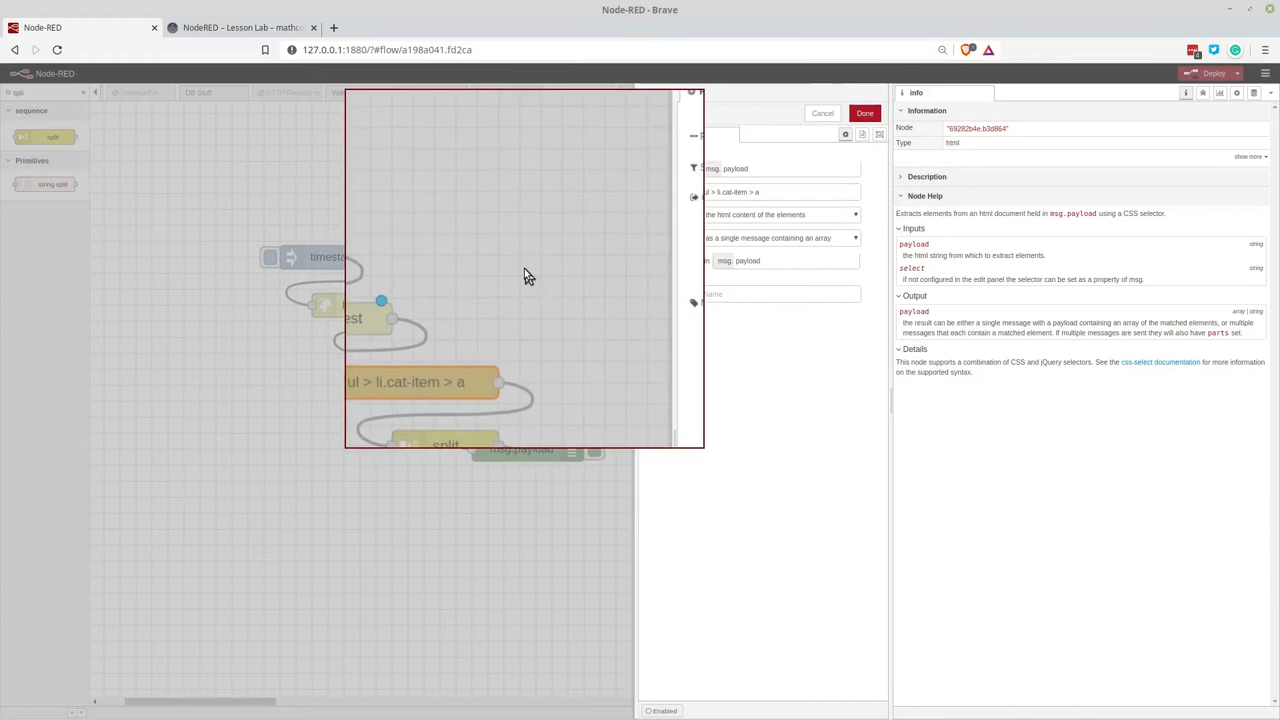 Node-RED - Brave
Node-RED
NodeRED – Lesson Lab – mathco
127.0.0.1:1880/?#flow/a198a041.fd2ca
Node-RED
Deploy
spli
DB Stuff
HTTP Request
sequence
split
Primitives
string split
timesta
est
ul > li.cat-item > a
split
msg.payload
Cancel
Done
msg. payload
ul > li.cat-item > a
the html content of the elements
as a single message containing an array
msg. payload
Name
Enabled
info
Information
Node "69282b4e.b3d864"
Type html
show more
Description
Node Help
Extracts elements from an html document held in msg.payload using a CSS selector.
Inputs
payload string
the html string from which to extract elements.
select string
if not configured in the edit panel the selector can be set as a property of msg.
Output
payload array | string
the result can be either a single message with a payload containing an array of the matched elements, or multiple
messages that each contain a matched element. If multiple messages are sent they will also have parts set.
Details
This node supports a combination of CSS and jQuery selectors. See the css-select documentation for more information
on the supported syntax.